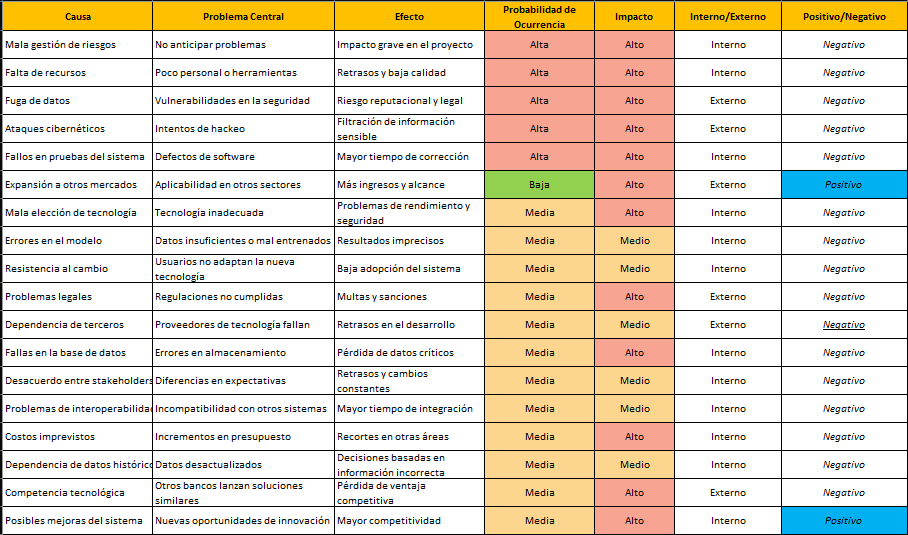 Causa Problema Central Efecto Probabilidad de Ocurrencia Impacto Interno/Externo Positivo/Negativo
Mala gestión de riesgos No anticipar problemas Impacto grave en el proyecto Alta Alto Interno Negativo
Falta de recursos Poco personal o herramientas Retrasos y baja calidad Alta Alto Interno Negativo
Fuga de datos Vulnerabilidades en la seguridad Riesgo reputacional y legal Alta Alto Externo Negativo
Ataques cibernéticos Intentos de hackeo Filtración de información sensible Alta Alto Externo Negativo
Fallos en pruebas del sistema Defectos de software Mayor tiempo de corrección Alta Alto Interno Negativo
Expansión a otros mercados Aplicabilidad en otros sectores Más ingresos y alcance Baja Alto Externo Positivo
Mala elección de tecnología Tecnología inadecuada Problemas de rendimiento y seguridad Media Alto Interno Negativo
Errores en el modelo Datos insuficientes o mal entrenados Resultados imprecisos Media Medio Interno Negativo
Resistencia al cambio Usuarios no adaptan la nueva tecnología Baja adopción del sistema Media Medio Interno Negativo
Problemas legales Regulaciones no cumplidas Multas y sanciones Media Alto Externo Negativo
Dependencia de terceros Proveedores de tecnología fallan Retrasos en el desarrollo Media Medio Externo Negativo
Fallas en la base de datos Errores en almacenamiento Pérdida de datos críticos Media Alto Interno Negativo
Desacuerdo entre stakeholders Diferencias en expectativas Retrasos y cambios constantes Media Medio Interno Negativo
Problemas de interoperabilidad Incompatibilidad con otros sistemas Mayor tiempo de integración Media Medio Interno Negativo
Costos imprevistos Incrementos en presupuesto Recortes en otras áreas Media Alto Interno Negativo
Dependencia de datos históric Datos desactualizados Decisiones basadas en información incorrecta Media Medio Interno Negativo
Competencia tecnológica Otros bancos lanzan soluciones similares Pérdida de ventaja competitiva Media Alto Externo Negativo
Posibles mejoras del sistema Nuevas oportunidades de innovación Mayor competitividad Media Alto Interno Positivo